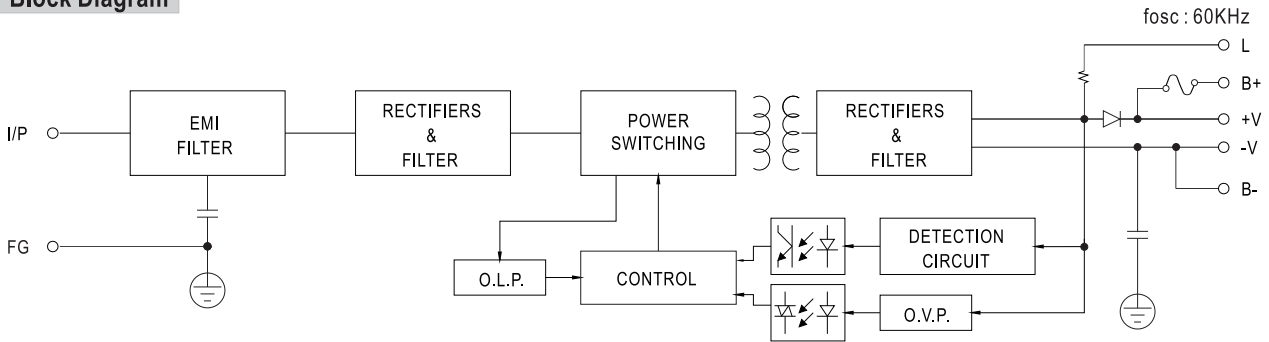 Block Diagram
fosc : 60KHz
L
B+
+V
-V
B-
I/P
EMI
FILTER
RECTIFIERS
&
FILTER
POWER
SWITCHING
RECTIFIERS
&
FILTER
FG
O.L.P.
CONTROL
DETECTION
CIRCUIT
O.V.P.